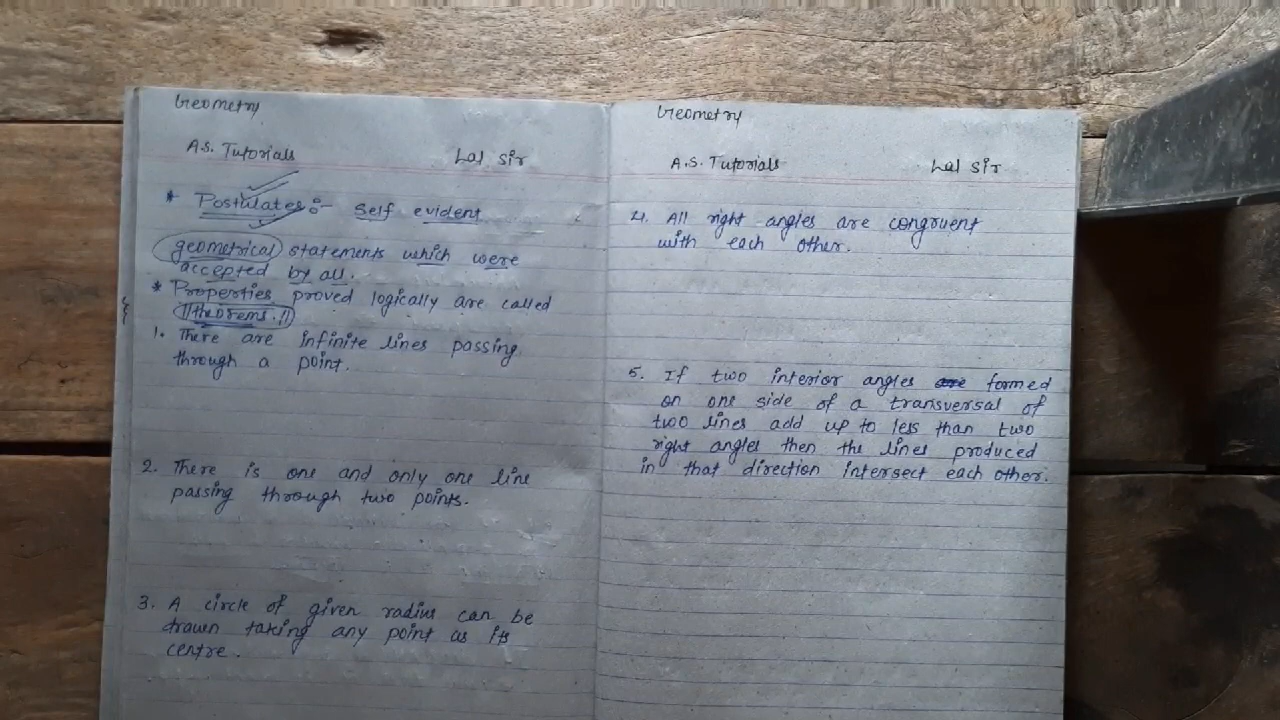 Geometry
A.S. Tutorials Lal Sir
* Postulates :- Self evident
geometrical statements which were
accepted by all.
* Properties proved logically are called
||theorems.||
1. There are infinite lines passing
through a point.
2. There is one and only one line
passing through two points.
3. A circle of given radius can be
drawn taking any point as its
centre.
Geometry
A.S. Tutorials Lal Sir
4. All right angles are congruent
with each other.
5. If two interior angles are formed
on one side of a transversal of
two lines add up to less than two
right angles then the lines produced
in that direction intersect each other.